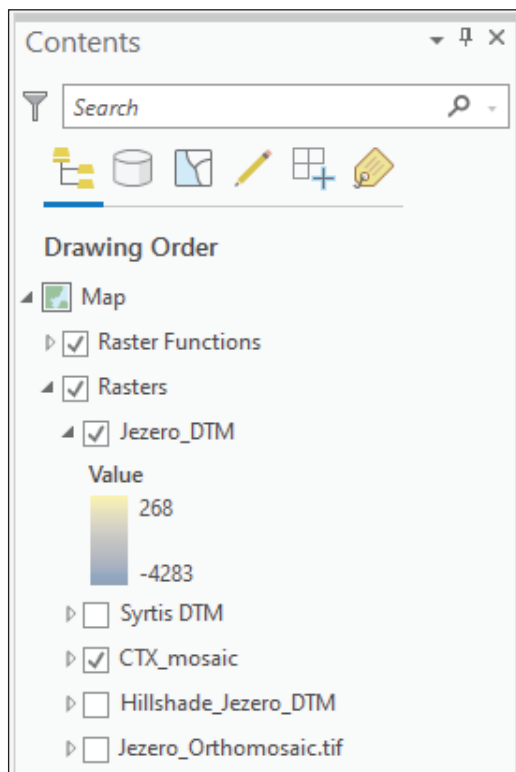 Contents
Search
Drawing Order
Map
Raster Functions
Rasters
Jezero_DTM
Value
268
-4283
Syrtis DTM
CTX_mosaic
Hillshade_Jezero_DTM
Jezero_Orthomosaic.tif